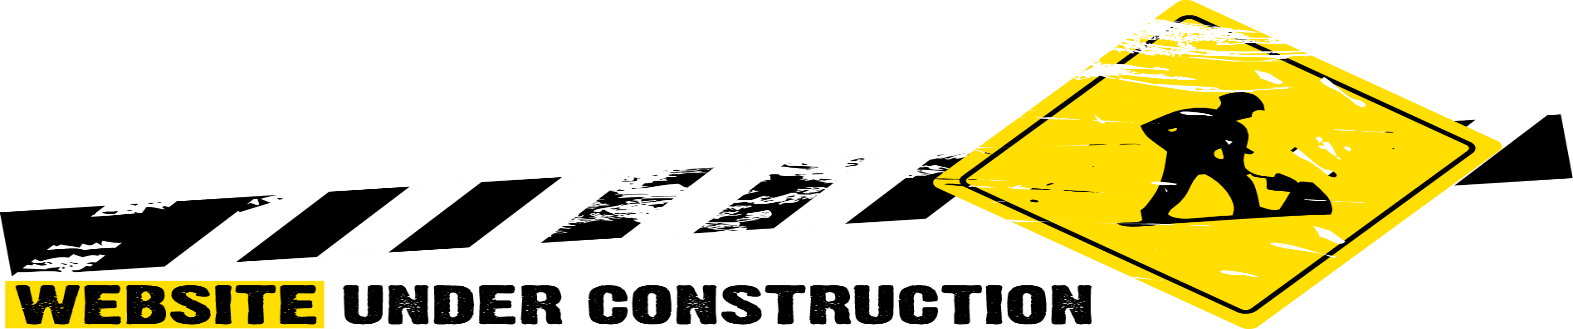 WEBSITE UNDER CONSTRUCTION